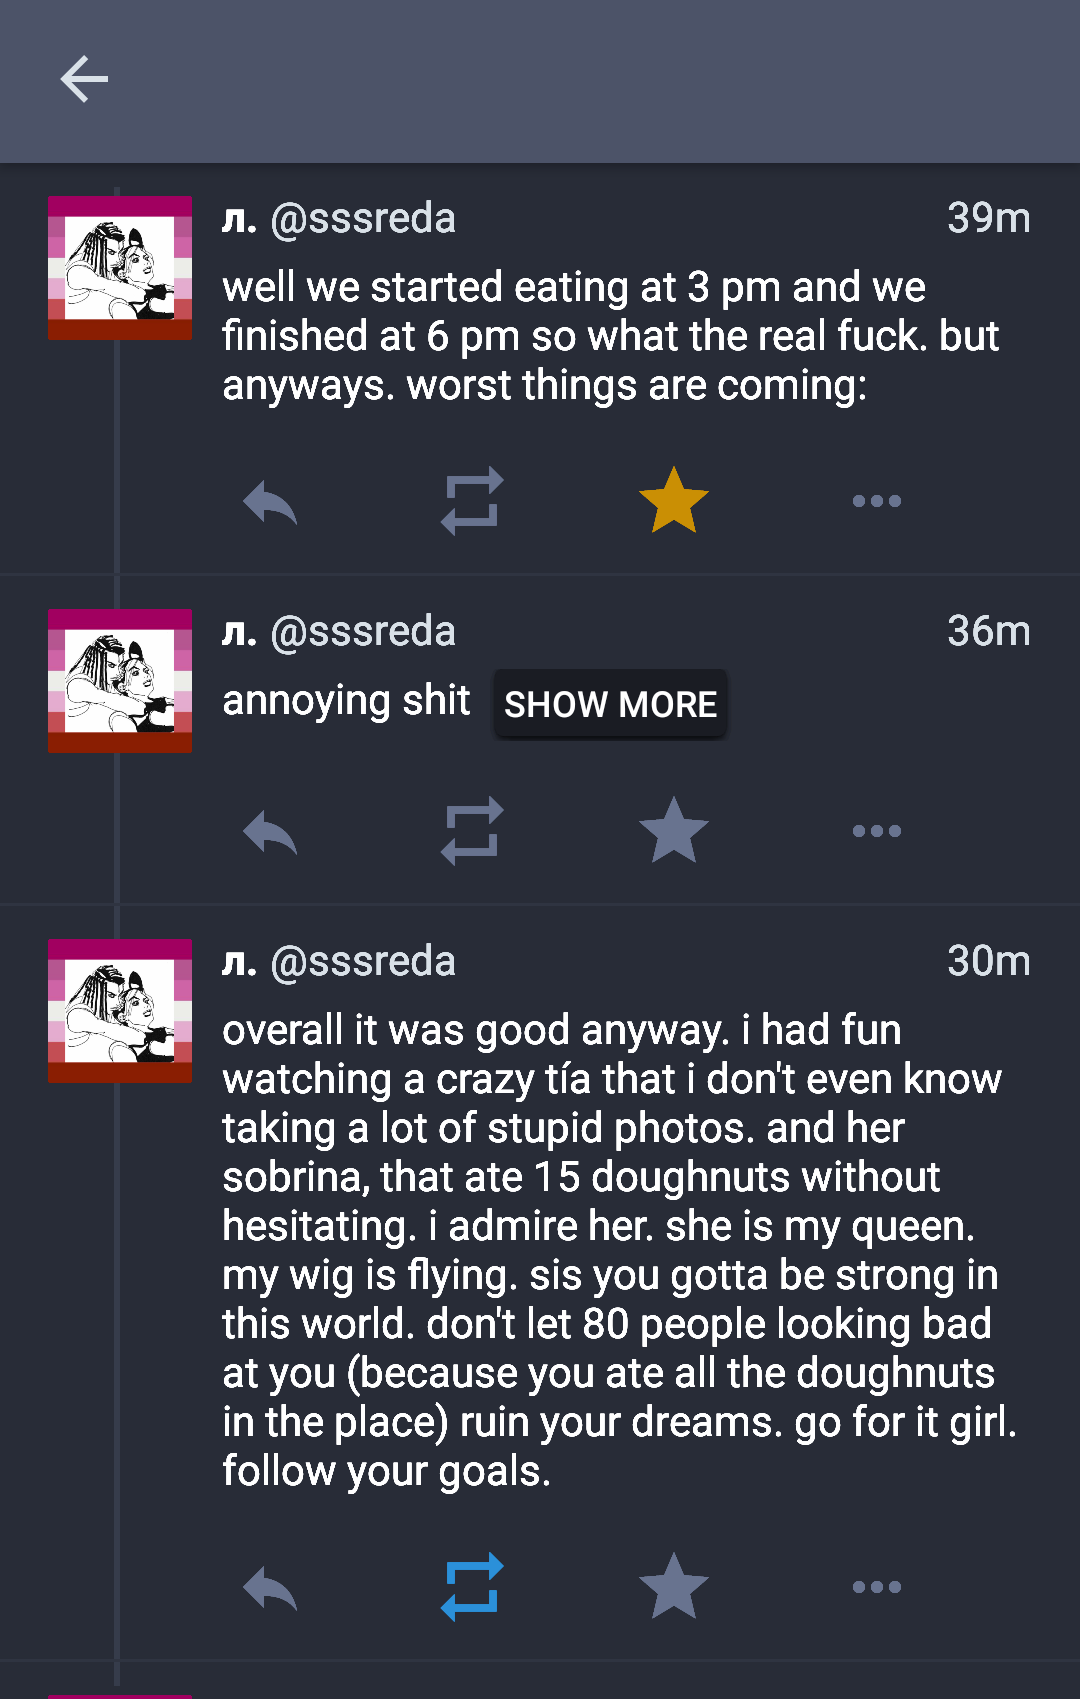 л. @sssreda 39m
well we started eating at 3 pm and we
finished at 6 pm so what the real fuck. but
anyways. worst things are coming:
л. @sssreda 36m
annoying shit SHOW MORE
л. @sssreda 30m
overall it was good anyway. i had fun
watching a crazy tía that i don't even know
taking a lot of stupid photos. and her
sobrina, that ate 15 doughnuts without
hesitating. i admire her. she is my queen.
my wig is flying. sis you gotta be strong in
this world. don't let 80 people looking bad
at you (because you ate all the doughnuts
in the place) ruin your dreams. go for it girl.
follow your goals.